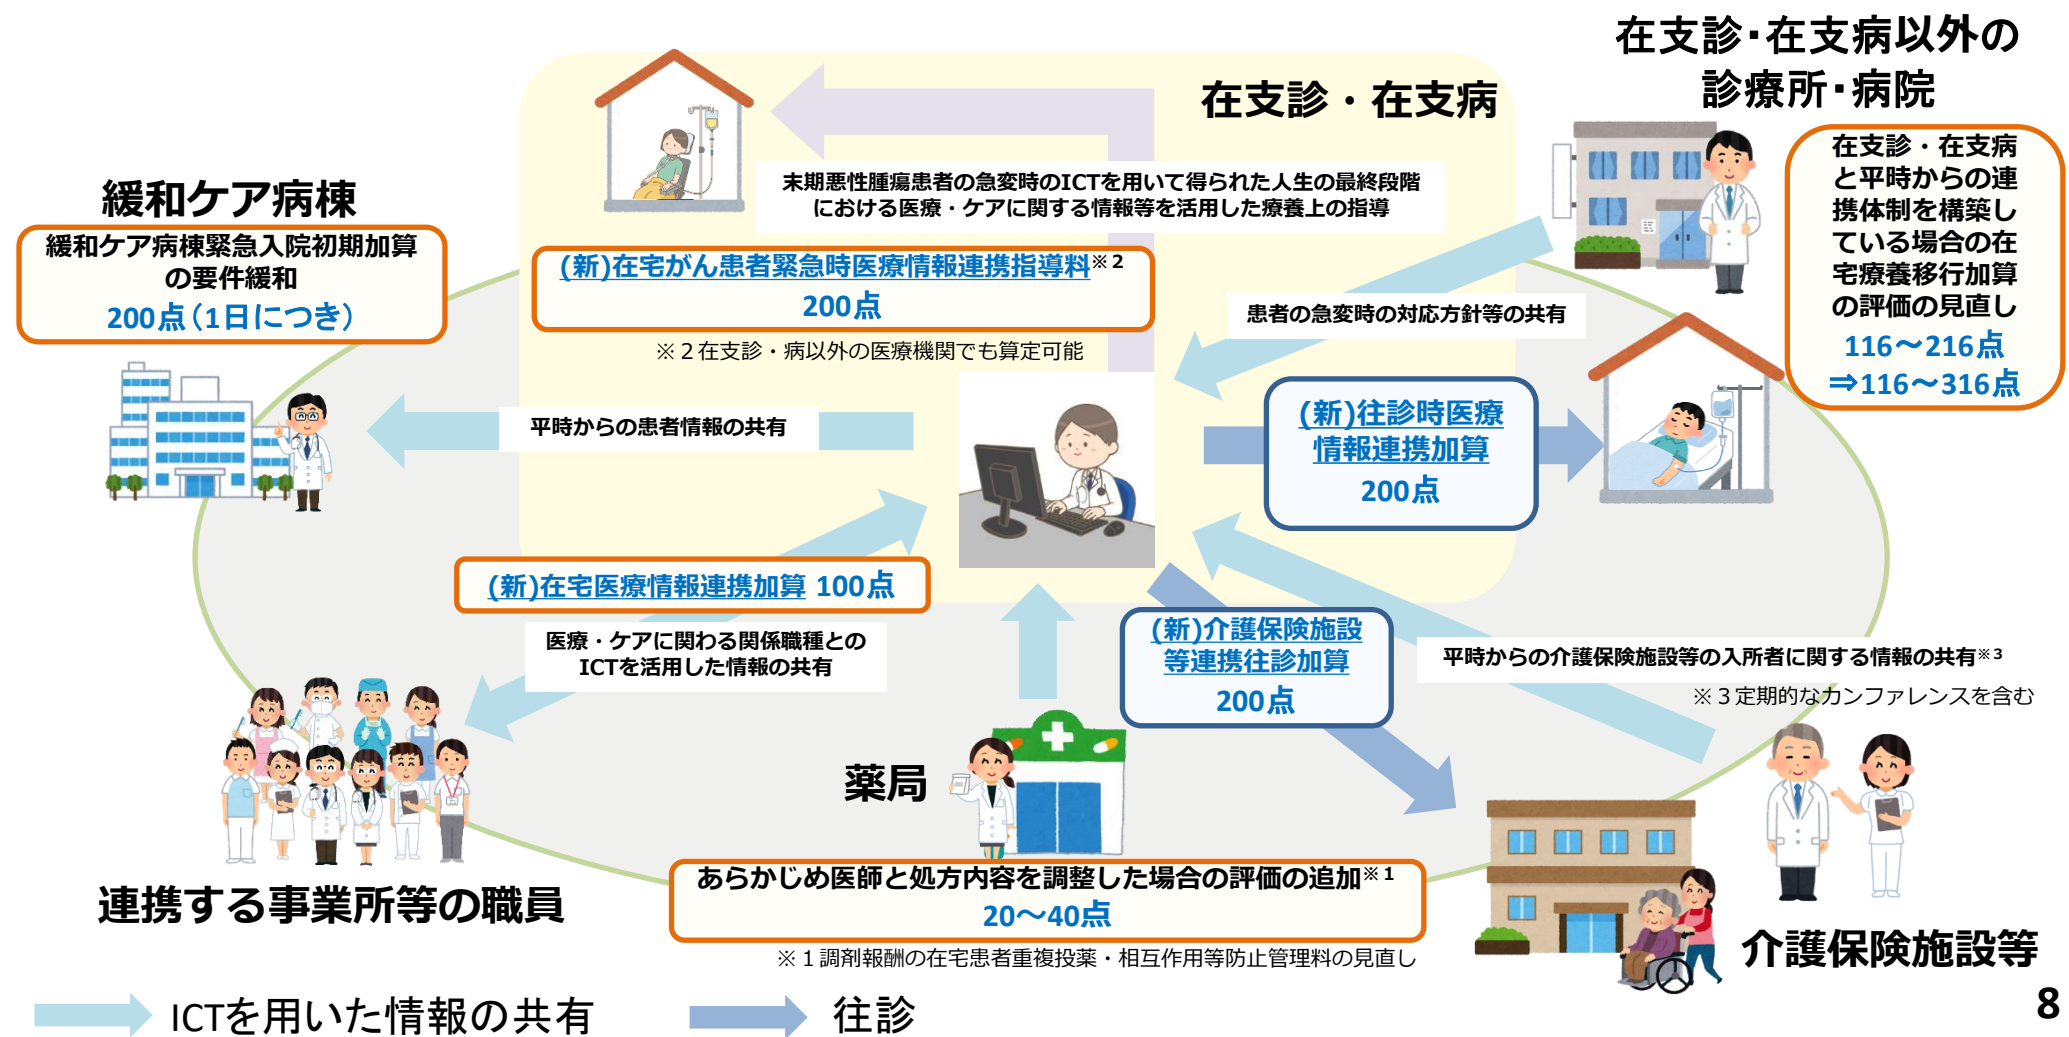 在支診・在支病以外の
診療所・病院
在支診・在支病
在支診・在支病
と平時からの連
携体制を構築し
ている場合の在
宅療養移行加算
の評価の見直し
116～216点
⇒116～316点
末期悪性腫瘍患者の急変時のICTを用いて得られた人生の最終段階
における医療・ケアに関する情報等を活用した療養上の指導
緩和ケア病棟
緩和ケア病棟緊急入院初期加算
の要件緩和
200点（1日につき）
(新)在宅がん患者緊急時医療情報連携指導料※2
200点
※２在支診・病以外の医療機関でも算定可能
患者の急変時の対応方針等の共有
平時からの患者情報の共有
(新)往診時医療
情報連携加算
200点
(新)在宅医療情報連携加算 100点
医療・ケアに関わる関係職種との
ICTを活用した情報の共有
(新)介護保険施設
等連携往診加算
200点
平時からの介護保険施設等の入所者に関する情報の共有※3
※３定期的なカンファレンスを含む
薬局
あらかじめ医師と処方内容を調整した場合の評価の追加※1
20～40点
※１調剤報酬の在宅患者重複投薬・相互作用等防止管理料の見直し
連携する事業所等の職員
介護保険施設等
ICTを用いた情報の共有
往診
8